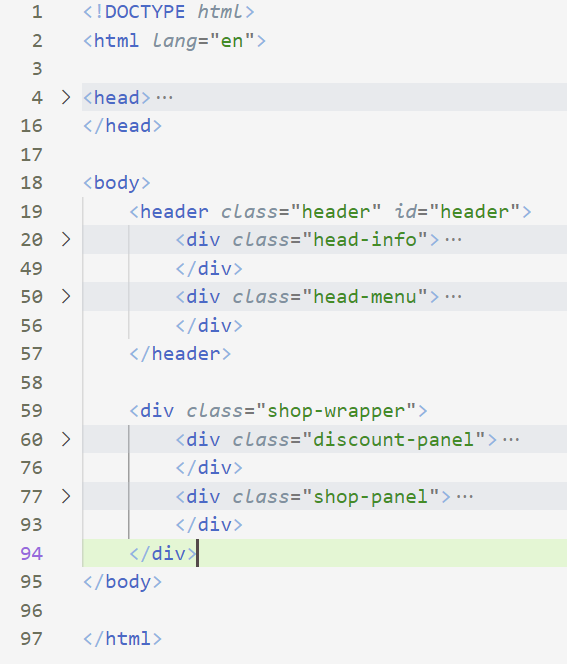 1 <!DOCTYPE html>
2 <html lang="en">
3
4 <head>···
16 </head>
17
18 <body>
19 <header class="header" id="header">
20 <div class="head-info">···
49 </div>
50 <div class="head-menu">···
56 </div>
57 </header>
58
59 <div class="shop-wrapper">
60 <div class="discount-panel">···
76 </div>
77 <div class="shop-panel">···
93 </div>
94 </div>
95 </body>
96
97 </html>